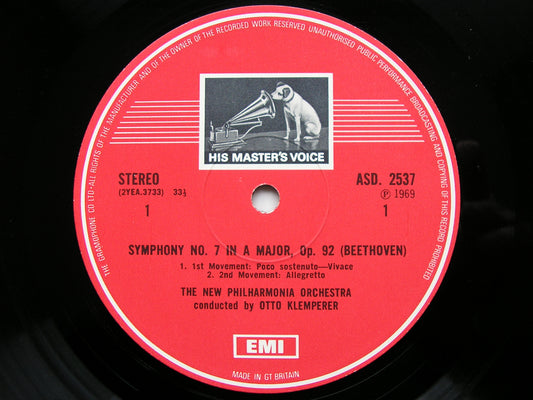 THE GRAMOPHONE CO LTD-ALL RIGHTS OF THE MANUFACTURER AND OF THE OWNER OF THE RECORDED WORK RESERVED UNAUTHORISED PUBLIC PERFORMANCE BROADCASTING AND COPYING OF THIS RECORD PROHIBITED
HIS MASTER'S VOICE
STEREO ASD. 2537
(2YEA.3733) 33⅓ ℗ 1969
1 1
SYMPHONY NO. 7 IN A MAJOR, Op. 92 (BEETHOVEN)
1. 1st Movement: Poco sostenuto—Vivace
2. 2nd Movement: Allegretto
THE NEW PHILHARMONIA ORCHESTRA
conducted by OTTO KLEMPERER
EMI
MADE IN GT BRITAIN